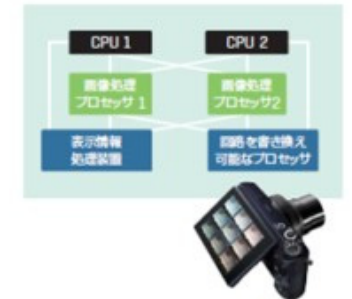 CPU 1
CPU 2
画像処理
プロセッサ 1
画像処理
プロセッサ2
表示情報
処理装置
回路を書き換え
可能なプロセッサ